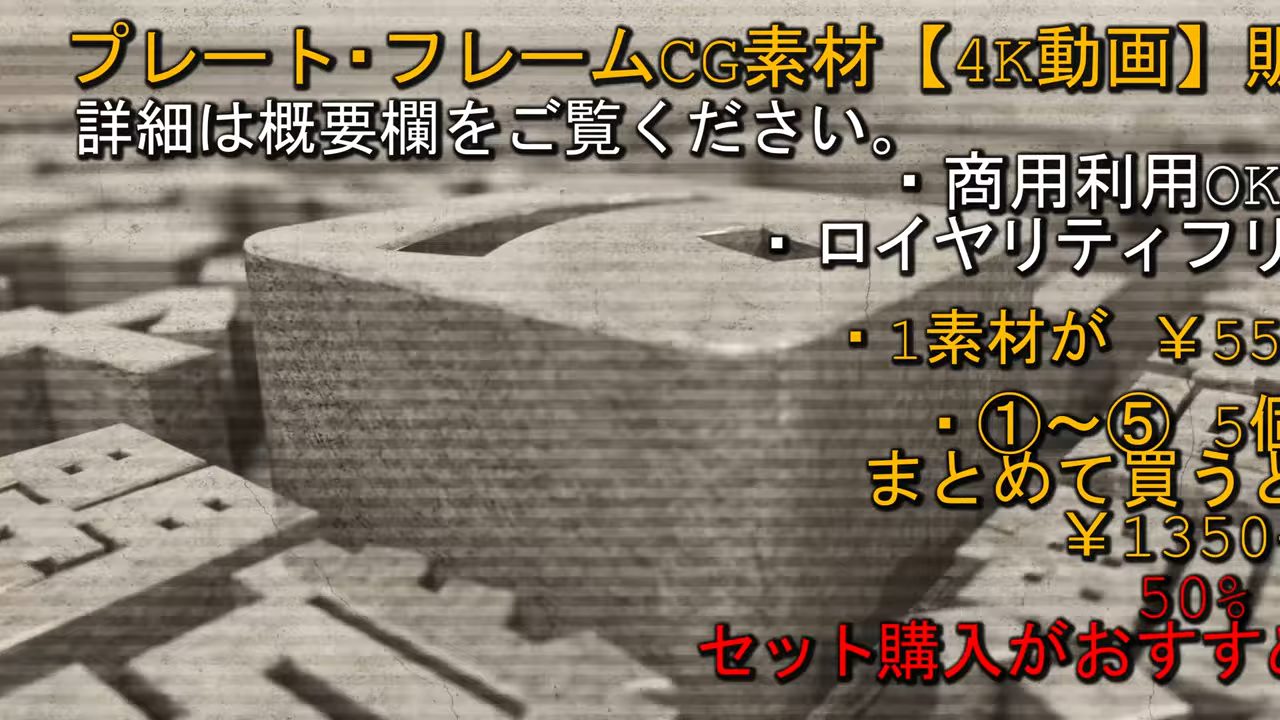 プレート・フレームCG素材【4K動画】販
詳細は概要欄をご覧ください。
・商用利用OK
・ロイヤリティフリ
・1素材が ￥55
・①～⑤ 5個
まとめて買うと
￥1350
50%
セット購入がおすすめ